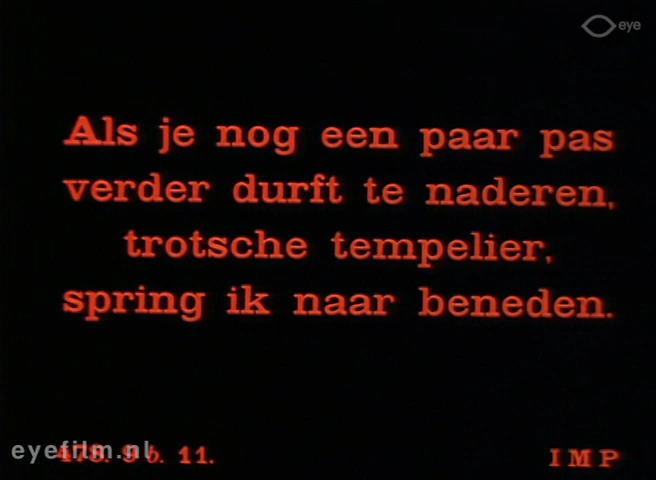 eye
Als je nog een paar pas
verder durft te naderen,
trotsche tempelier,
spring ik naar beneden.
eyefilm.nl
11.
IMP